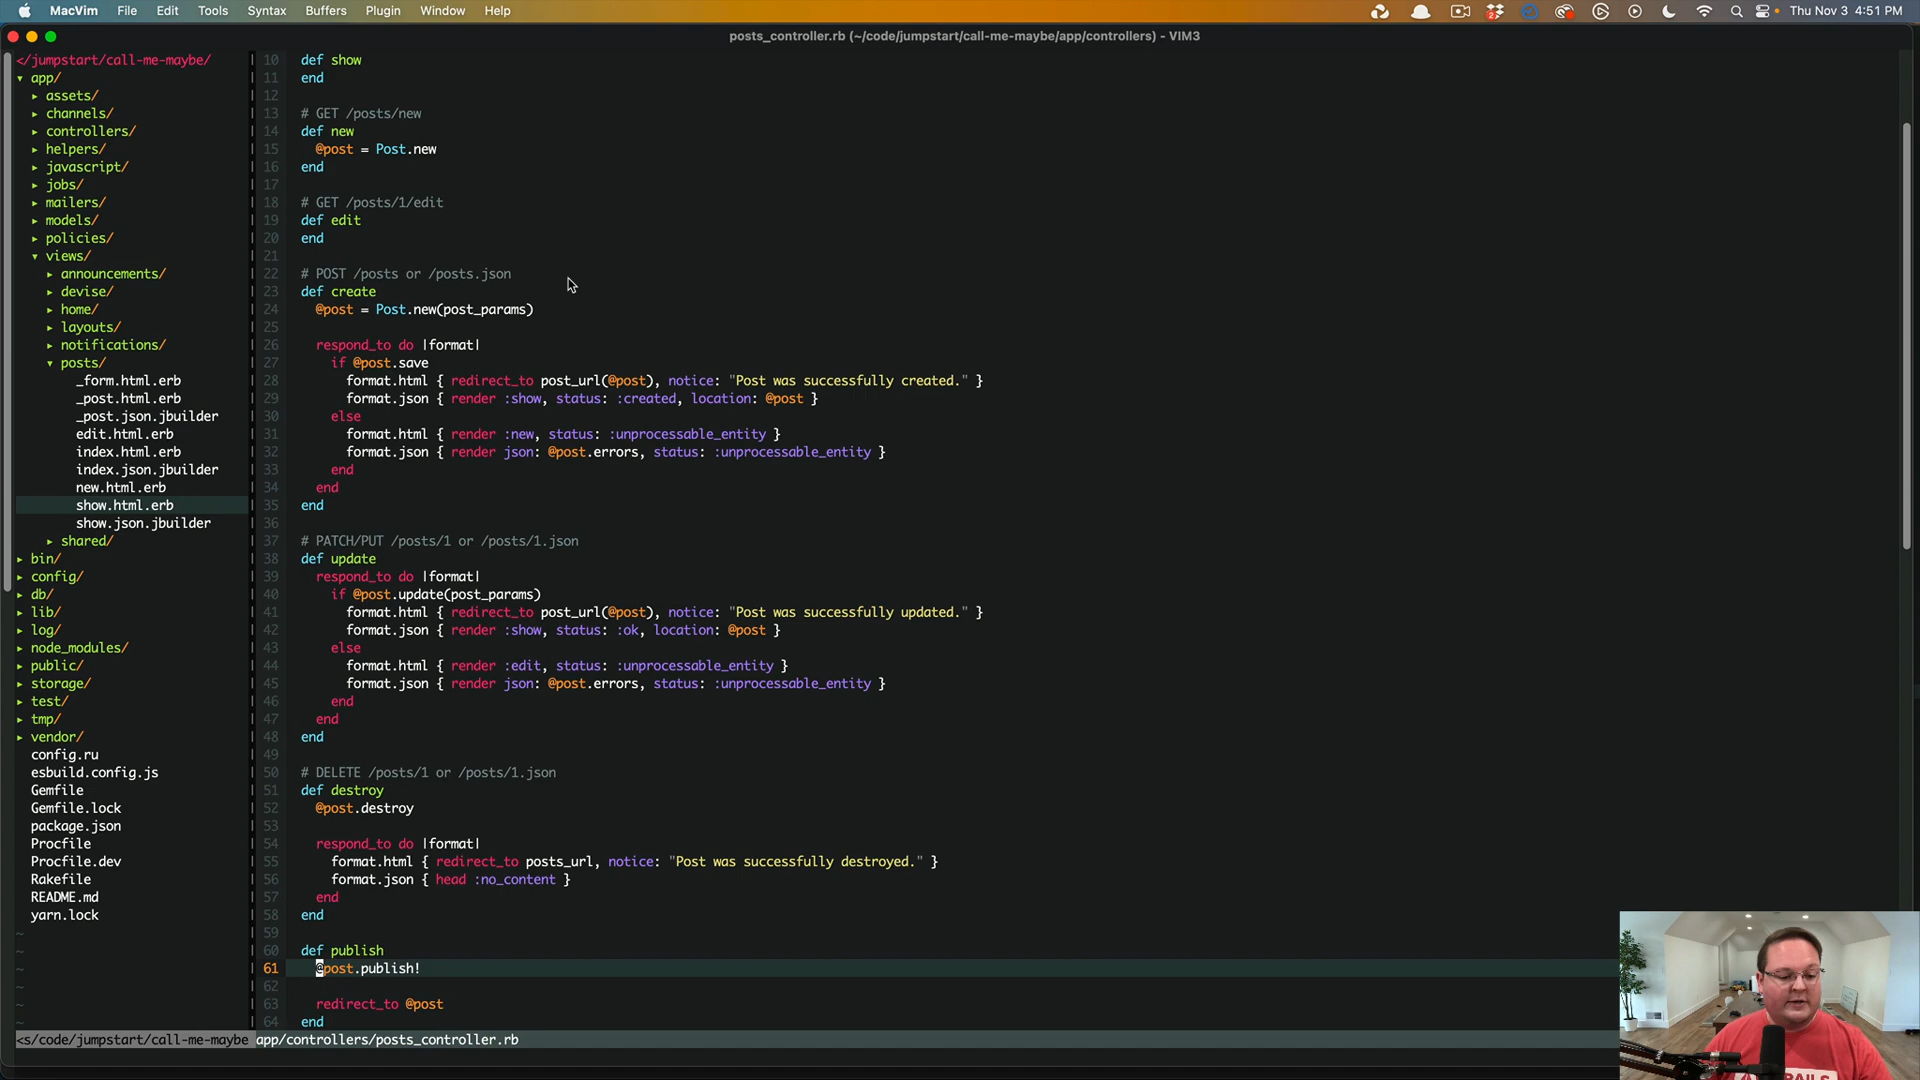 MacVim File Edit Tools Syntax Buffers Plugin Window Help
2
Thu Nov 3 4:51 PM
posts_controller.rb (~/code/jumpstart/call-me-maybe/app/controllers) - VIM3
</jumpstart/call-me-maybe/
▾ app/
▸ assets/
▸ channels/
▸ controllers/
▸ helpers/
▸ javascript/
▸ jobs/
▸ mailers/
▸ models/
▸ policies/
▾ views/
▸ announcements/
▸ devise/
▸ home/
▸ layouts/
▸ notifications/
▾ posts/
_form.html.erb
_post.html.erb
_post.json.jbuilder
edit.html.erb
index.html.erb
index.json.jbuilder
new.html.erb
show.html.erb
show.json.jbuilder
▸ shared/
▸ bin/
▸ config/
▸ db/
▸ lib/
▸ log/
▸ node_modules/
▸ public/
▸ storage/
▸ test/
▸ tmp/
▸ vendor/
config.ru
esbuild.config.js
Gemfile
Gemfile.lock
package.json
Procfile
Procfile.dev
Rakefile
README.md
yarn.lock
~
~
~
~
~
~
10 def show
11 end
12
13 # GET /posts/new
14 def new
15 @post = Post.new
16 end
17
18 # GET /posts/1/edit
19 def edit
20 end
21
22 # POST /posts or /posts.json
23 def create
24 @post = Post.new(post_params)
25
26 respond_to do |format|
27 if @post.save
28 format.html { redirect_to post_url(@post), notice: "Post was successfully created." }
29 format.json { render :show, status: :created, location: @post }
30 else
31 format.html { render :new, status: :unprocessable_entity }
32 format.json { render json: @post.errors, status: :unprocessable_entity }
33 end
34 end
35 end
36
37 # PATCH/PUT /posts/1 or /posts/1.json
38 def update
39 respond_to do |format|
40 if @post.update(post_params)
41 format.html { redirect_to post_url(@post), notice: "Post was successfully updated." }
42 format.json { render :show, status: :ok, location: @post }
43 else
44 format.html { render :edit, status: :unprocessable_entity }
45 format.json { render json: @post.errors, status: :unprocessable_entity }
46 end
47 end
48 end
49
50 # DELETE /posts/1 or /posts/1.json
51 def destroy
52 @post.destroy
53
54 respond_to do |format|
55 format.html { redirect_to posts_url, notice: "Post was successfully destroyed." }
56 format.json { head :no_content }
57 end
58 end
59
60 def publish
61 @post.publish!
62
63 redirect_to @post
64 end
<s/code/jumpstart/call-me-maybe app/controllers/posts_controller.rb